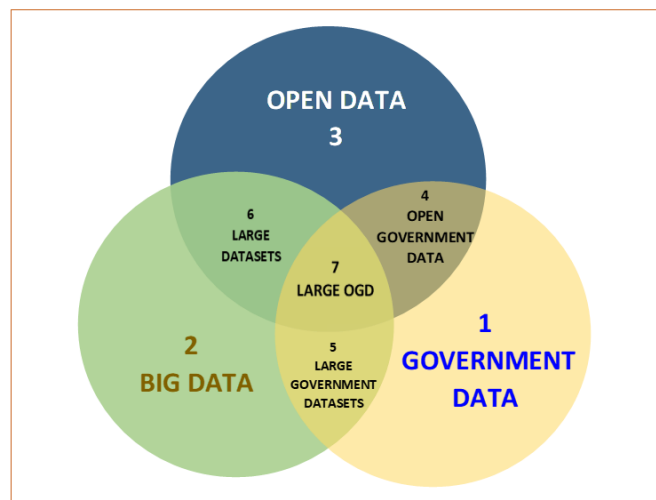 OPEN DATA
3
4
OPEN
GOVERNMENT
DATA
6
LARGE
DATASETS
7
LARGE OGD
1
GOVERNMENT
DATA
2
BIG DATA
5
LARGE
GOVERNMENT
DATASETS